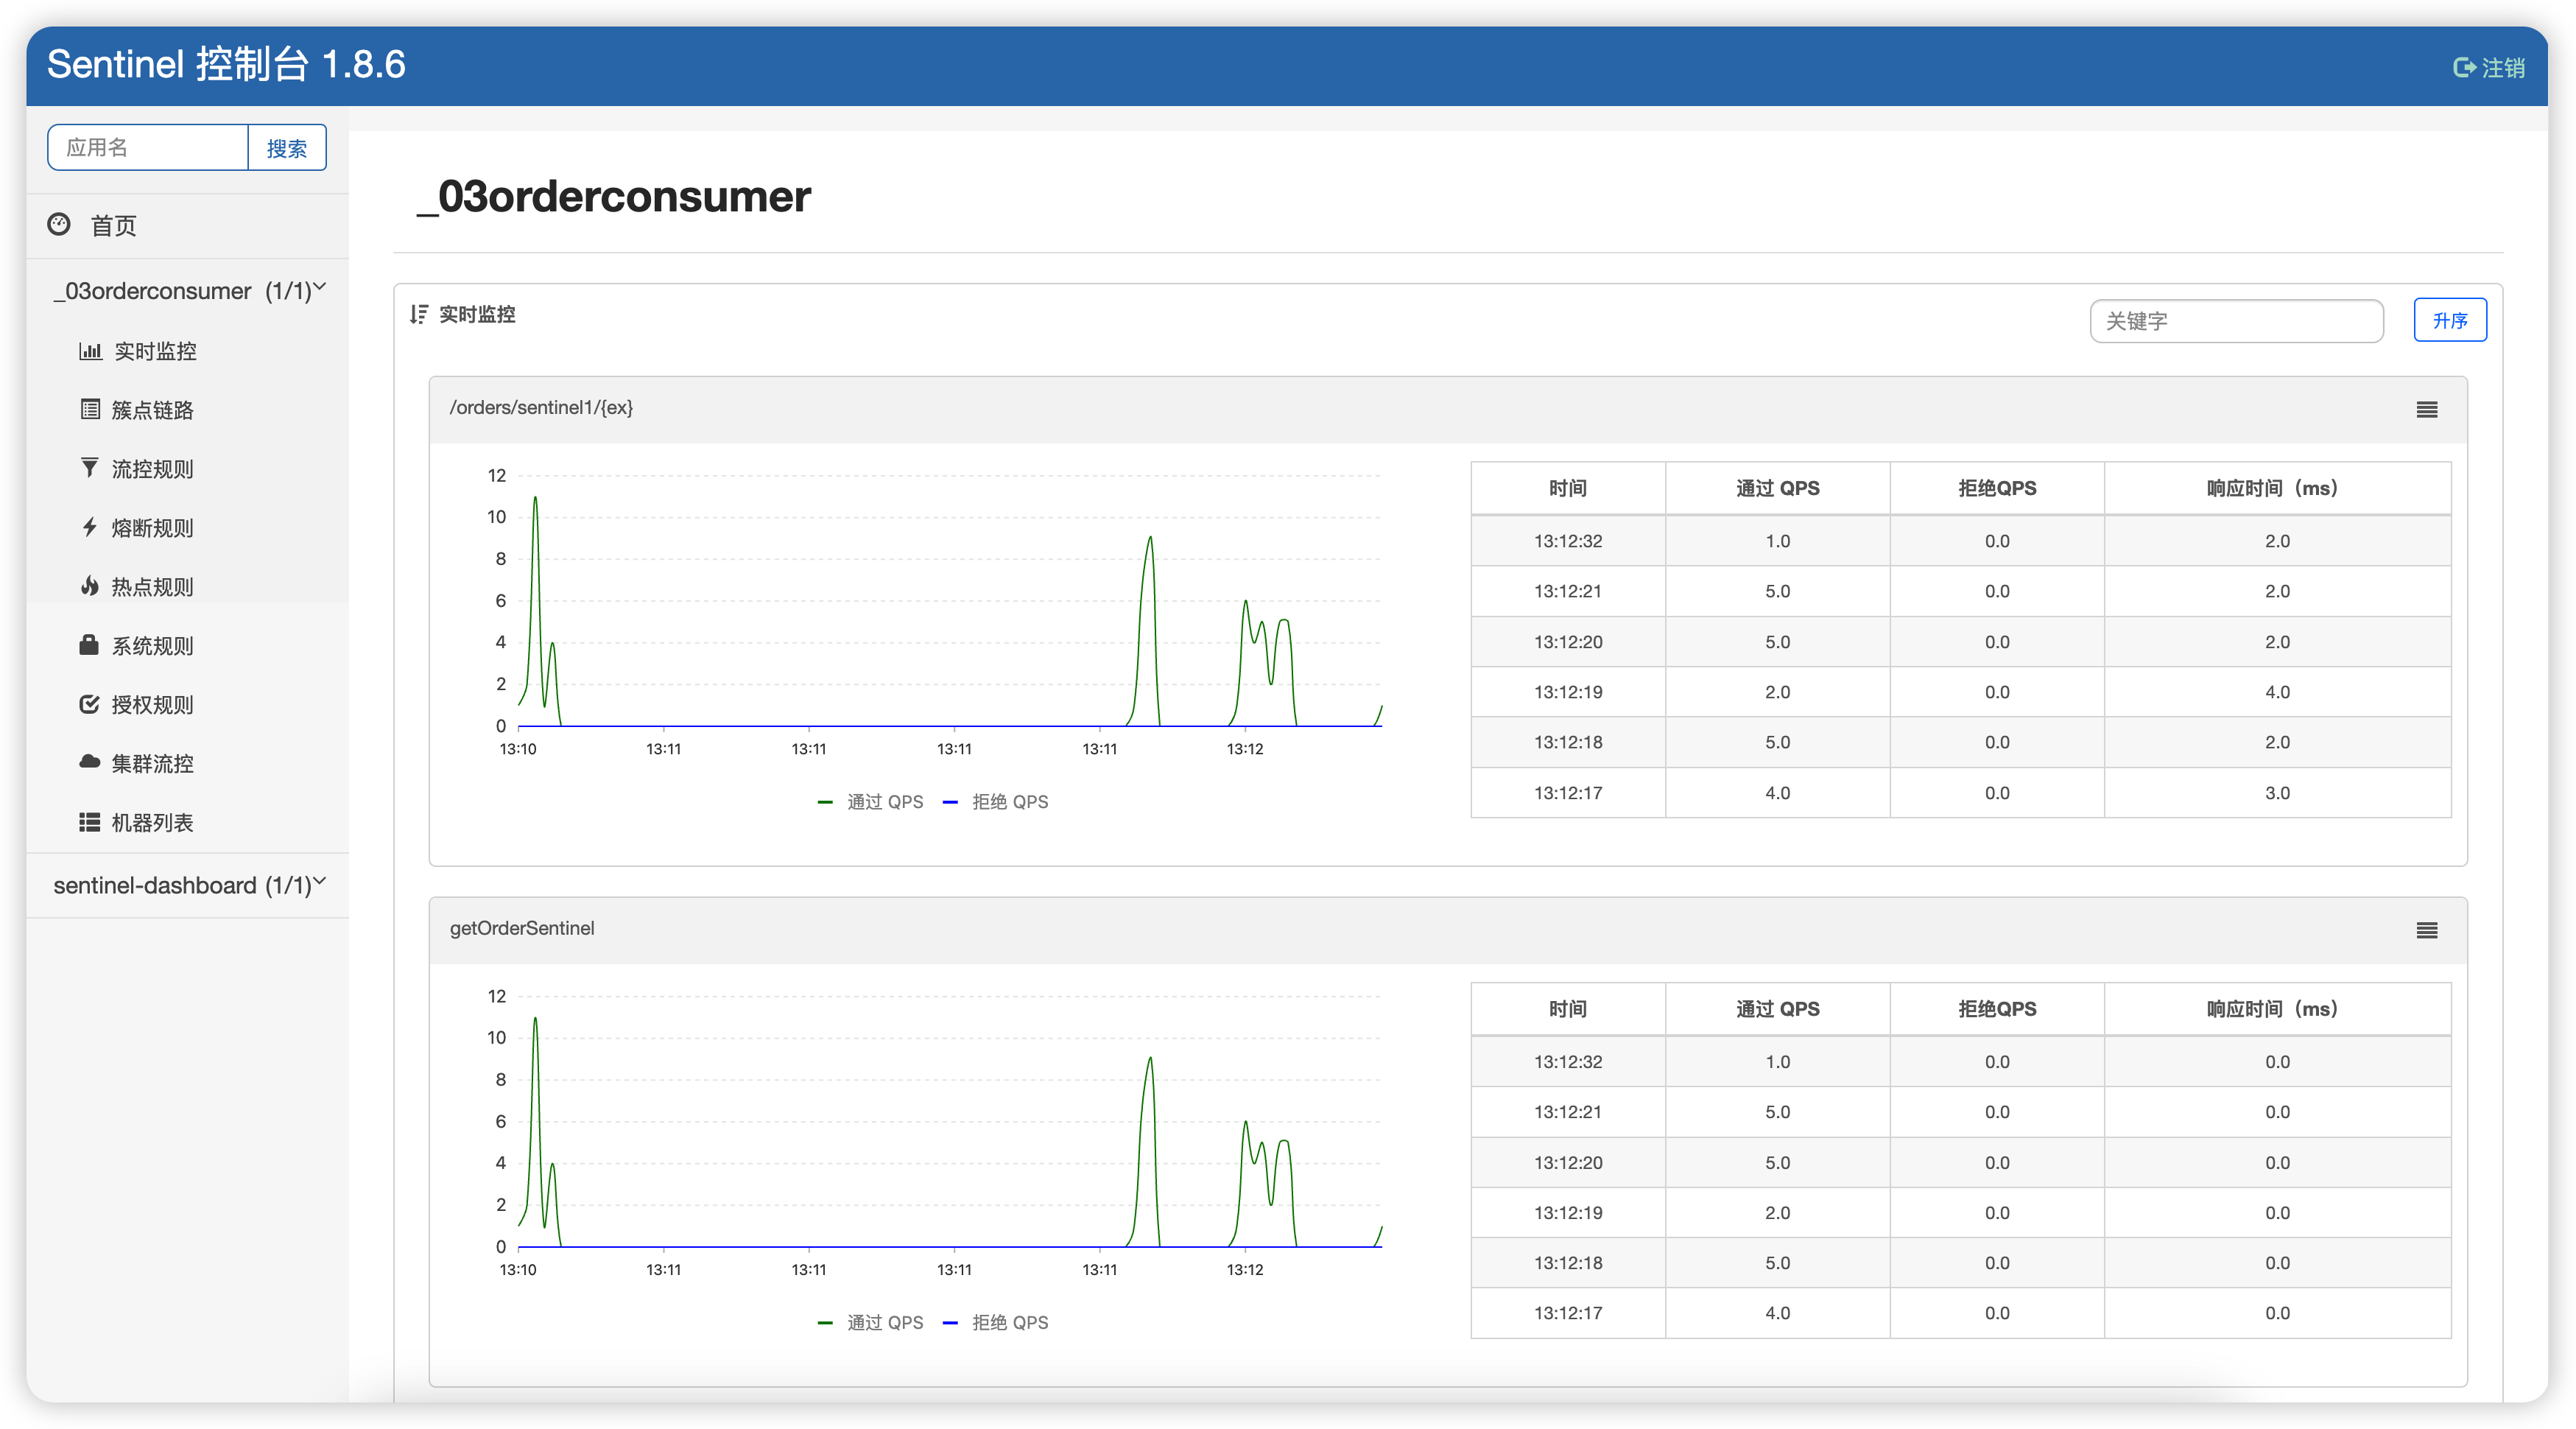 Sentinel 控制台 1.8.6
注销
应用名
搜索
首页
_03orderconsumer (1/1)
实时监控
簇点链路
流控规则
熔断规则
热点规则
系统规则
授权规则
集群流控
机器列表
sentinel-dashboard (1/1)
_03orderconsumer
实时监控
关键字
升序
/orders/sentinel1/{ex}
12
10
8
6
4
2
0
13:10 13:11 13:11 13:11 13:11 13:12
通过 QPS 拒绝 QPS
时间 通过 QPS 拒绝QPS 响应时间（ms）
13:12:32 1.0 0.0 2.0
13:12:21 5.0 0.0 2.0
13:12:20 5.0 0.0 2.0
13:12:19 2.0 0.0 4.0
13:12:18 5.0 0.0 2.0
13:12:17 4.0 0.0 3.0
getOrderSentinel
12
10
8
6
4
2
0
13:10 13:11 13:11 13:11 13:11 13:12
通过 QPS 拒绝 QPS
时间 通过 QPS 拒绝QPS 响应时间（ms）
13:12:32 1.0 0.0 0.0
13:12:21 5.0 0.0 0.0
13:12:20 5.0 0.0 0.0
13:12:19 2.0 0.0 0.0
13:12:18 5.0 0.0 0.0
13:12:17 4.0 0.0 0.0